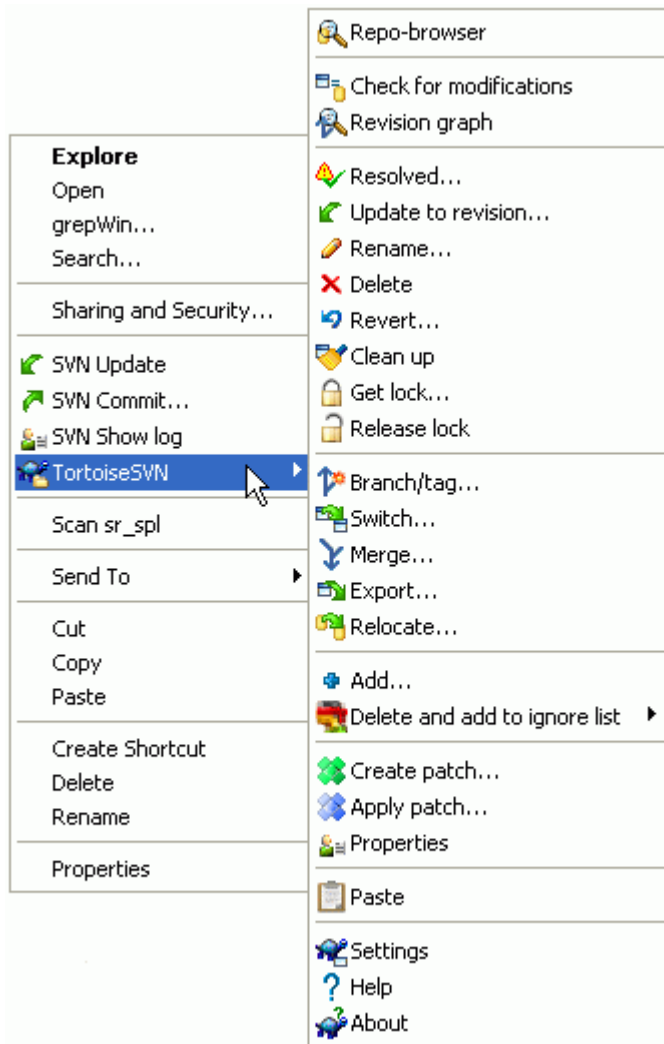 Explore
Open
grepWin...
Search...
Sharing and Security...
SVN Update
SVN Commit...
SVN Show log
TortoiseSVN
Scan sr_spl
Send To
Cut
Copy
Paste
Create Shortcut
Delete
Rename
Properties
Repo-browser
Check for modifications
Revision graph
Resolved...
Update to revision...
Rename...
Delete
Revert...
Clean up
Get lock...
Release lock
Branch/tag...
Switch...
Merge...
Export...
Relocate...
Add...
Delete and add to ignore list
Create patch...
Apply patch...
Properties
Paste
Settings
Help
About